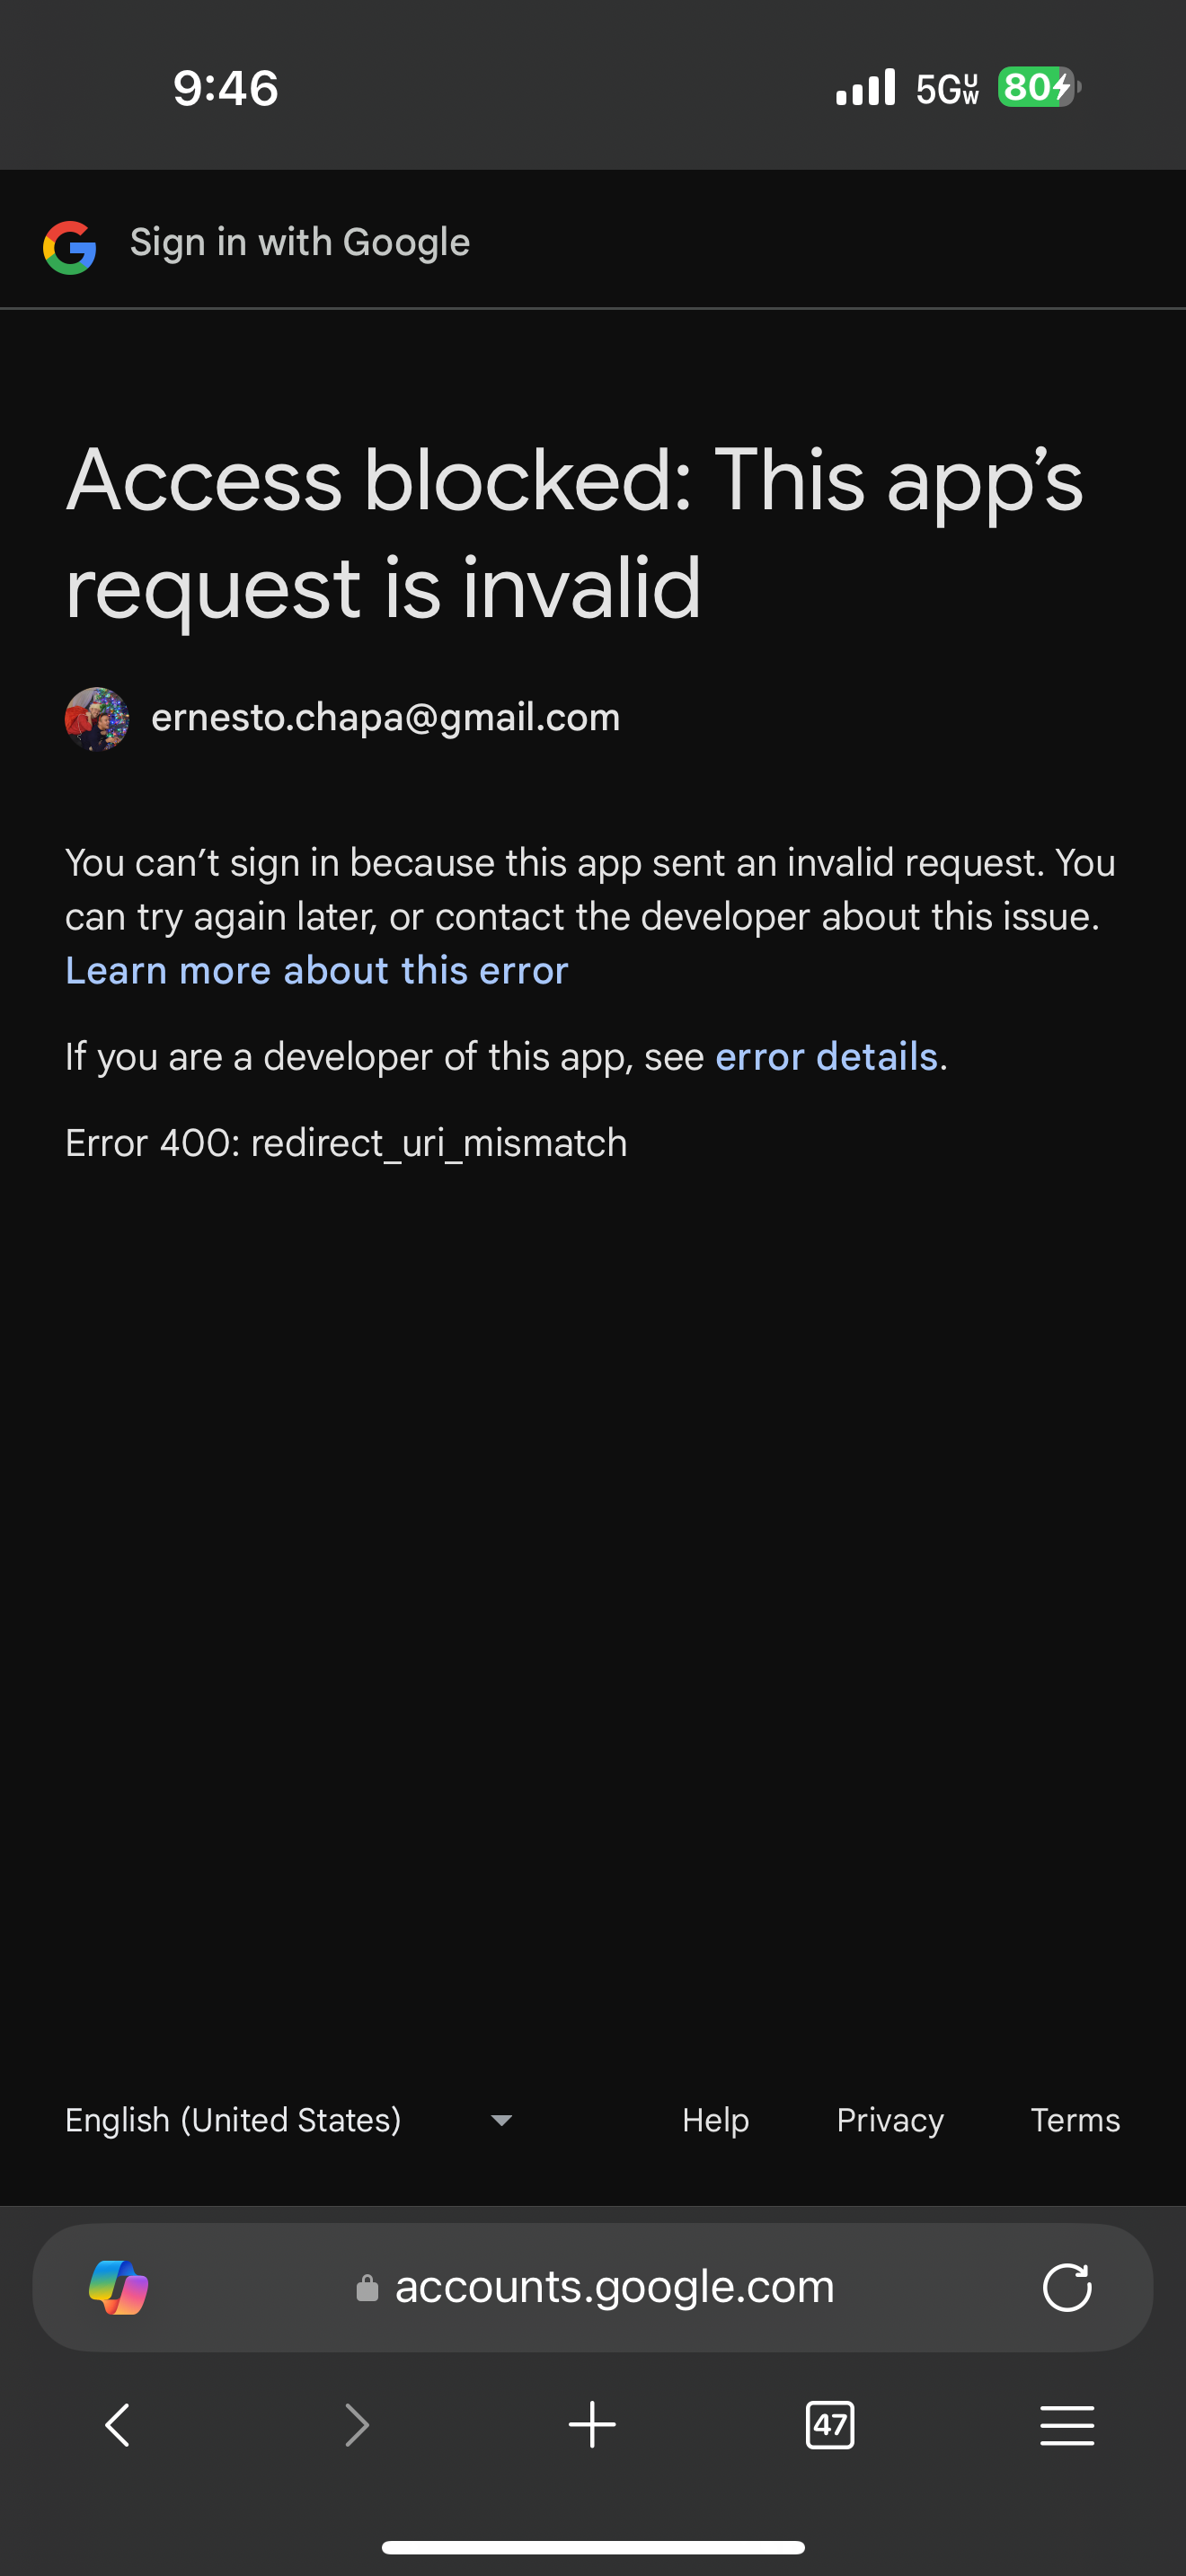 9:46
5GUW
80
Sign in with Google
Access blocked: This app’s
request is invalid
ernesto.chapa@gmail.com
You can’t sign in because this app sent an invalid request. You
can try again later, or contact the developer about this issue.
Learn more about this error
If you are a developer of this app, see error details.
Error 400: redirect_uri_mismatch
English (United States)
Help
Privacy
Terms
accounts.google.com
47